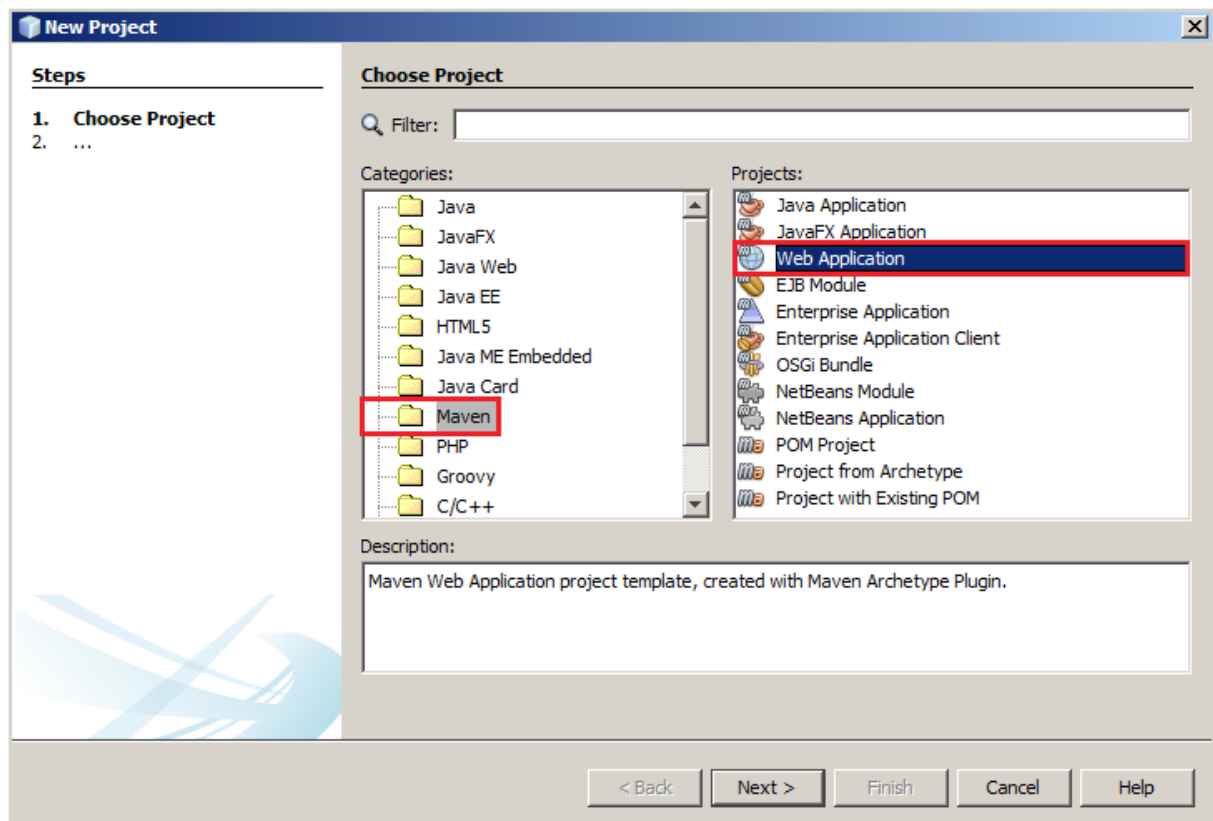 New Project
Steps
1. Choose Project
2. ...
Choose Project
Filter:
Categories:
Java
JavaFX
Java Web
Java EE
HTML5
Java ME Embedded
Java Card
Maven
PHP
Groovy
C/C++
Projects:
Java Application
JavaFX Application
Web Application
EJB Module
Enterprise Application
Enterprise Application Client
OSGi Bundle
NetBeans Module
NetBeans Application
POM Project
Project from Archetype
Project with Existing POM
Description:
Maven Web Application project template, created with Maven Archetype Plugin.
< Back
Next >
Finish
Cancel
Help